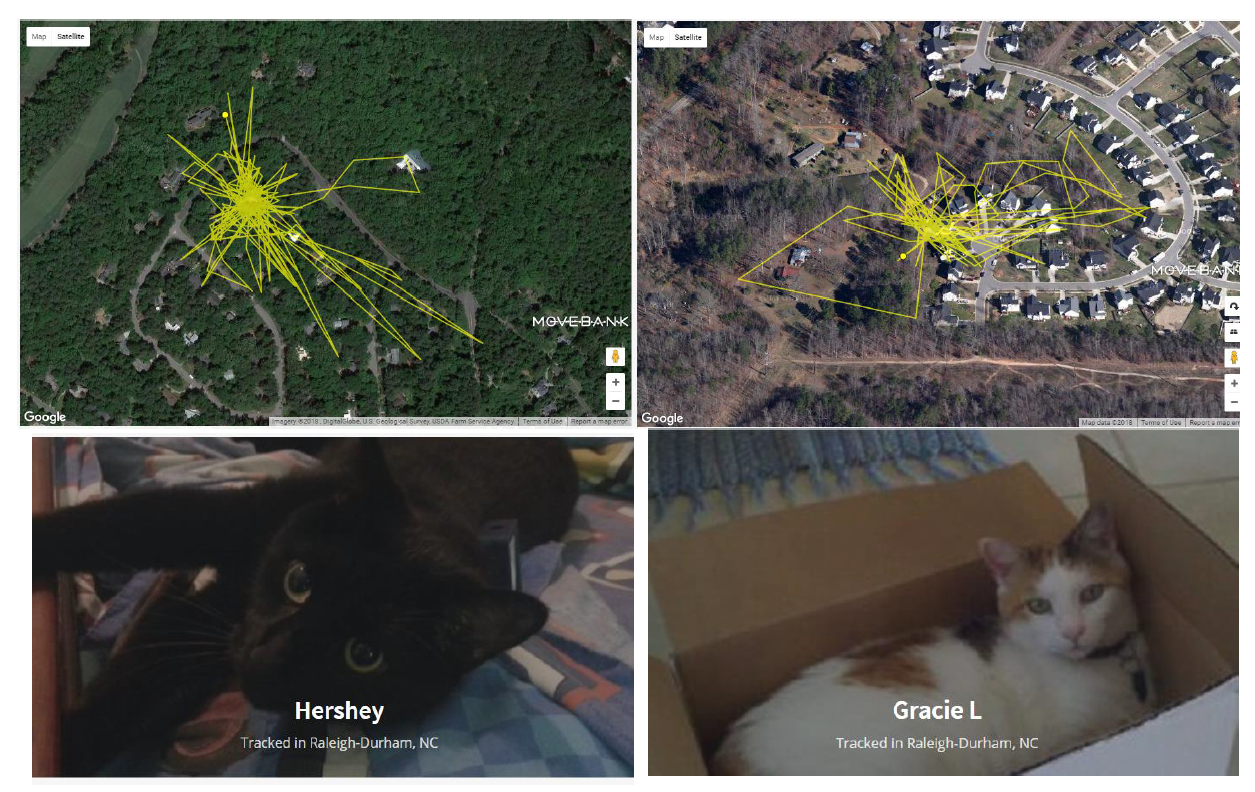 Map Satellite
MOVEBANK
+
−
Google
Imagery ©2018, DigitalGlobe, U.S. Geological Survey, USDA Farm Service Agency Terms of Use Report a map error
Map Satellite
MOVEBAN
+
−
Google
Map data ©2018 Terms of Use Report a map err
Hershey
Tracked in Raleigh-Durham, NC
Gracie L
Tracked in Raleigh-Durham, NC